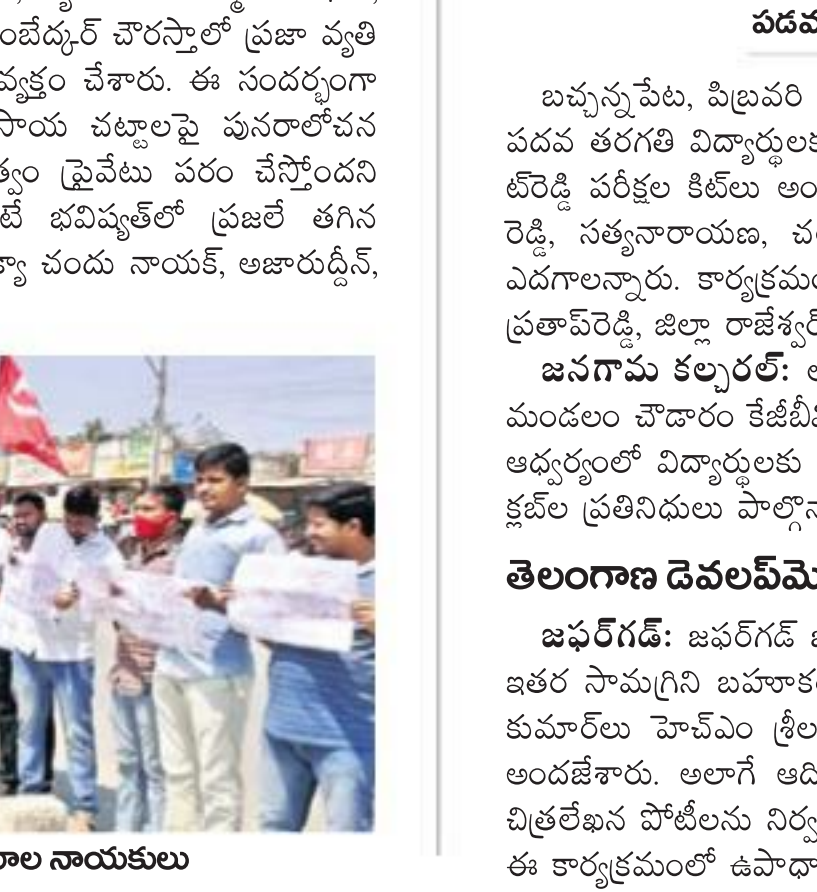 అంబేద్కర్ చౌరస్తాలో ప్రజా వ్యతి
వ్యక్తం చేశారు. ఈ సందర్భంగా
సాయ చట్టాలపై పునరాలోచన
త్వం ప్రైవేటు పరం చేస్తోందని
టే భవిష్యత్‌లో ప్రజలే తగిన
క్యా చందు నాయక్, అజారుద్దీన్,
నాయకులు
పడవ
బచ్చన్నపేట, పిబ్రవరి
పదవ తరగతి విద్యార్థులక
ట్‌రెడ్డి పరీక్షల కిట్‌లు అం
రెడ్డి, సత్యనారాయణ, చ
ఎదగాలన్నారు. కార్యక్రమం
ప్రతాప్‌రెడ్డి, జిల్లా రాజేశ్వర్
జనగామ కల్చరల్:
మండలం చౌడారం కేజీబీవి
ఆధ్వర్యంలో విద్యార్థులకు
క్లబ్‌ల ప్రతినిధులు పాల్గొన
తెలంగాణ డెవలప్‌మె
జఫర్‌గడ్: జఫర్‌గడ్
ఇతర సామగ్రిని బహూక
కుమార్‌లు హెచ్ఎం శ్రీల
అందజేశారు. అలాగే ఆది
చిత్రలేఖన పోటీలను నిర్వ
ఈ కార్యక్రమంలో ఉపాధా